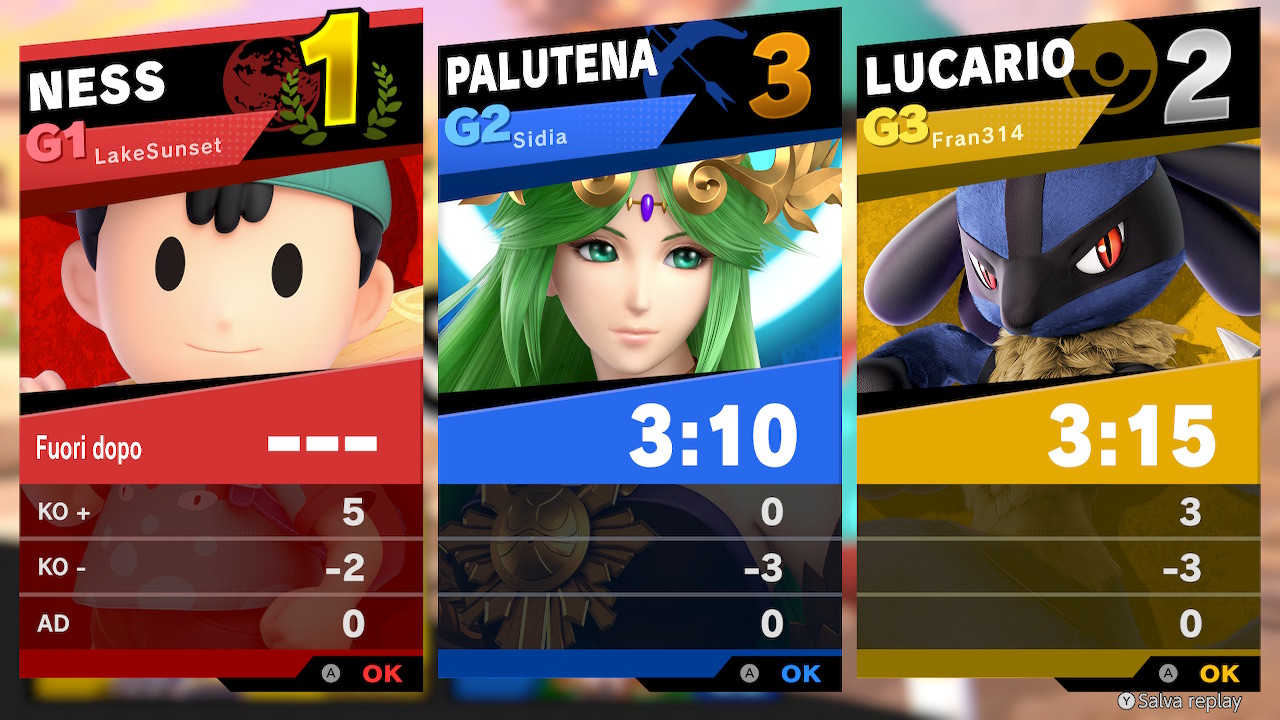 NESS 1
G1 LakeSunset
Fuori dopo ---
KO + 5
KO - -2
AD 0
A OK
PALUTENA 3
G2 Sidia
3:10
0
-3
0
A OK
LUCARIO 2
G3 Fran314
3:15
3
-3
0
A OK
Y Salva replay